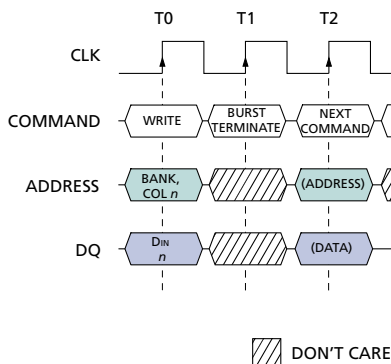 T0 T1 T2
CLK
COMMAND WRITE BURST TERMINATE NEXT COMMAND
ADDRESS BANK, COL n (ADDRESS)
DQ DIN n (DATA)
DON'T CARE